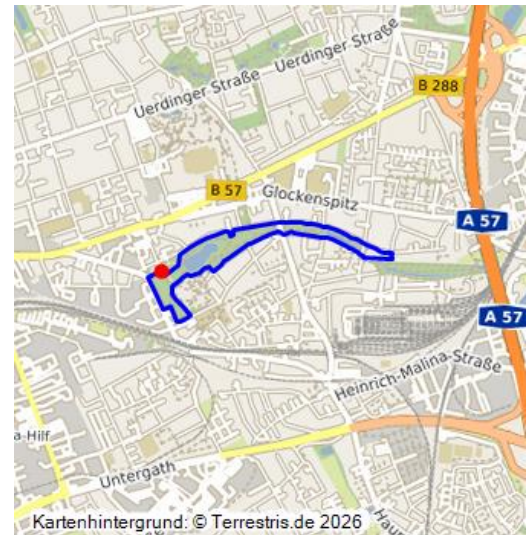 Uerdinger Straße
Uerdinger Straße
B 288
B 57
Glockenspitz
A 57
A 57
Heinrich-Malina-Straße
a-Hilf
Untergath
Kartenhintergrund: © Terrestris.de 2026